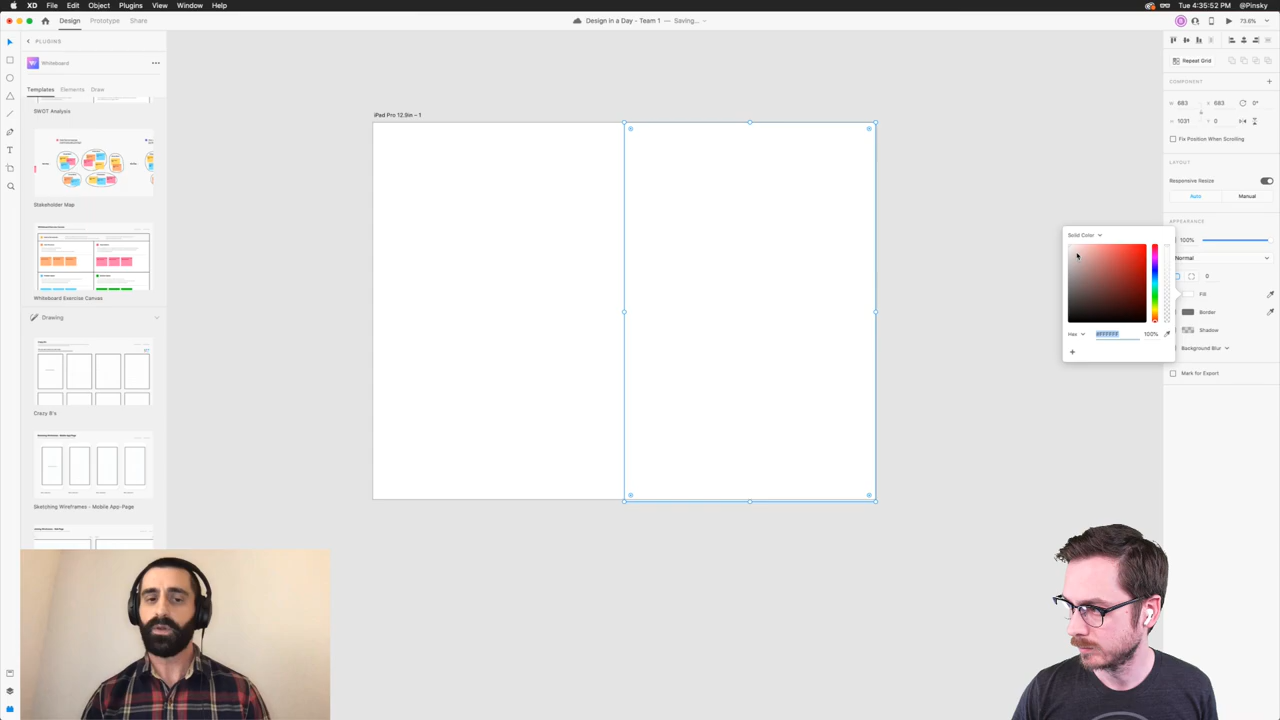 XD File Edit Object Plugins View Window Help
Tue 4:35:52 @Pinsky
Design Prototype Share
Design in a Day - Team 1 — Saving...
73.6%
PLUGINS
Whiteboard
Templates Elements Draw
SWOT Analysis
Stakeholder Map
Whiteboard Exercise Canvas
Drawing
Crazy 8's
Sketching Wireframes - Mobile App-Page
iPad Pro 12.9in – 1
Solid Color
Hex #FFFFFF 100%
Repeat Grid
COMPONENT
W 683 X 683 0°
H 1031 Y 0
Fix Position When Scrolling
LAYOUT
Responsive Resize
Auto Manual
APPEARANCE
100%
Normal
0
Fill
Border
Shadow
Background Blur
Mark for Export